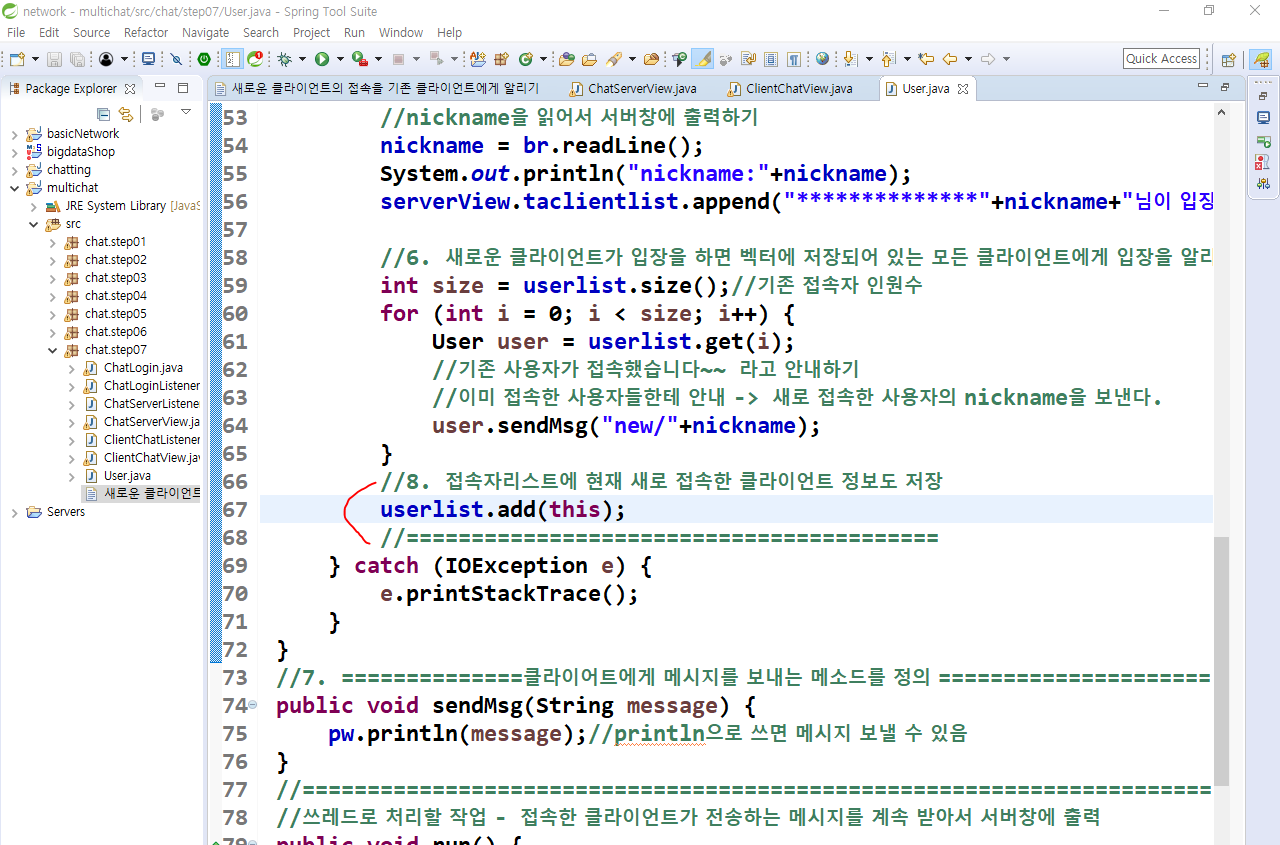 network - multichat/src/chat/step07/User.java - Spring Tool Suite
File Edit Source Refactor Navigate Search Project Run Window Help
Quick Access
Package Explorer
새로운 클라이언트의 접속을 기존 클라이언트에게 알리기 ChatServerView.java ClientChatView.java User.java
basicNetwork
bigdataShop
chatting
multichat
JRE System Library [JavaS
src
chat.step01
chat.step02
chat.step03
chat.step04
chat.step05
chat.step06
chat.step07
ChatLogin.java
ChatLoginListener
ChatServerListene
ChatServerView.ja
ClientChatListener
ClientChatView.jav
User.java
새로운 클라이언트
Servers
53 //nickname을 읽어서 서버창에 출력하기
54 nickname = br.readLine();
55 System.out.println("nickname:"+nickname);
56 serverView.taclientlist.append("**************"+nickname+"님이 입장
57
58 //6. 새로운 클라이언트가 입장을 하면 벡터에 저장되어 있는 모든 클라이언트에게 입장을 알리
59 int size = userlist.size();//기존 접속자 인원수
60 for (int i = 0; i < size; i++) {
61 User user = userlist.get(i);
62 //기존 사용자가 접속했습니다~~ 라고 안내하기
63 //이미 접속한 사용자들한테 안내 -> 새로 접속한 사용자의 nickname을 보낸다.
64 user.sendMsg("new/"+nickname);
65 }
66 //8. 접속자리스트에 현재 새로 접속한 클라이언트 정보도 저장
67 userlist.add(this);
68 //=========================================
69 } catch (IOException e) {
70 e.printStackTrace();
71 }
72 }
73 //7. ==============클라이어트에게 메시지를 보내는 메소드를 정의 =====================
74 public void sendMsg(String message) {
75 pw.println(message);//println으로 쓰면 메시지 보낼 수 있음
76 }
77 //======================================================================
78 //쓰레드로 처리할 작업 - 접속한 클라이언트가 전송하는 메시지를 계속 받아서 서버창에 출력
79 public void run() {